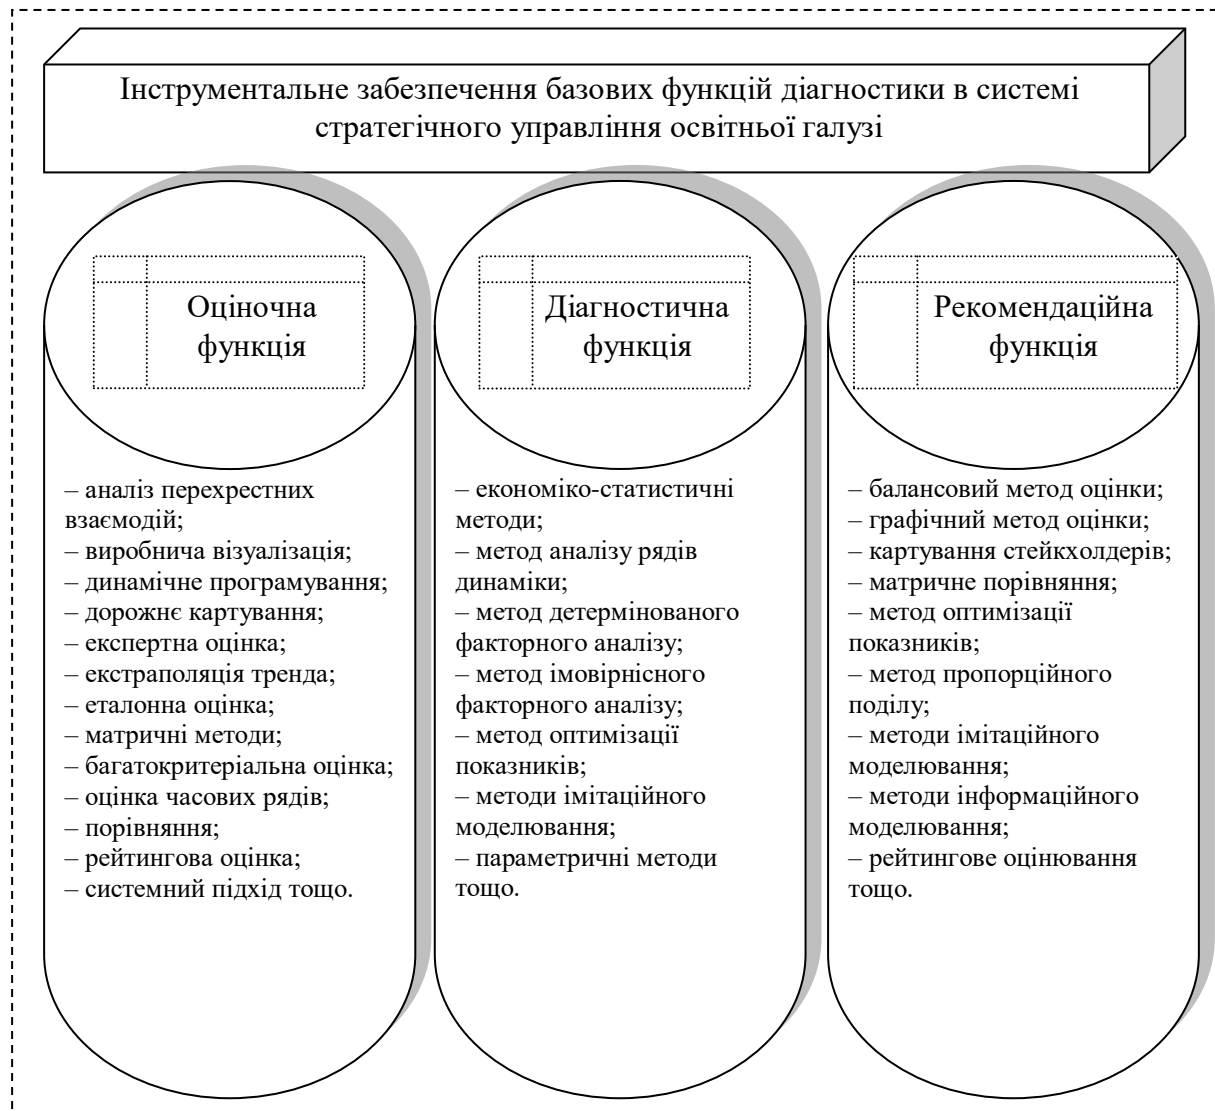 Інструментальне забезпечення базових функцій діагностики в системі
стратегічного управління освітньої галузі
Оціночна
функція
– аналіз перехрестних
взаємодій;
– виробнича візуалізація;
– динамічне програмування;
– дорожнє картування;
– експертна оцінка;
– екстраполяція тренда;
– еталонна оцінка;
– матричні методи;
– багатокритеріальна оцінка;
– оцінка часових рядів;
– порівняння;
– рейтингова оцінка;
– системний підхід тощо.
Діагностична
функція
– економіко-статистичні
методи;
– метод аналізу рядів
динаміки;
– метод детермінованого
факторного аналізу;
– метод імовірнісного
факторного аналізу;
– метод оптимізації
показників;
– методи імітаційного
моделювання;
– параметричні методи
тощо.
Рекомендаційна
функція
– балансовий метод оцінки;
– графічний метод оцінки;
– картування стейкхолдерів;
– матричне порівняння;
– метод оптимізації
показників;
– метод пропорційного
поділу;
– методи імітаційного
моделювання;
– методи інформаційного
моделювання;
– рейтингове оцінювання
тощо.